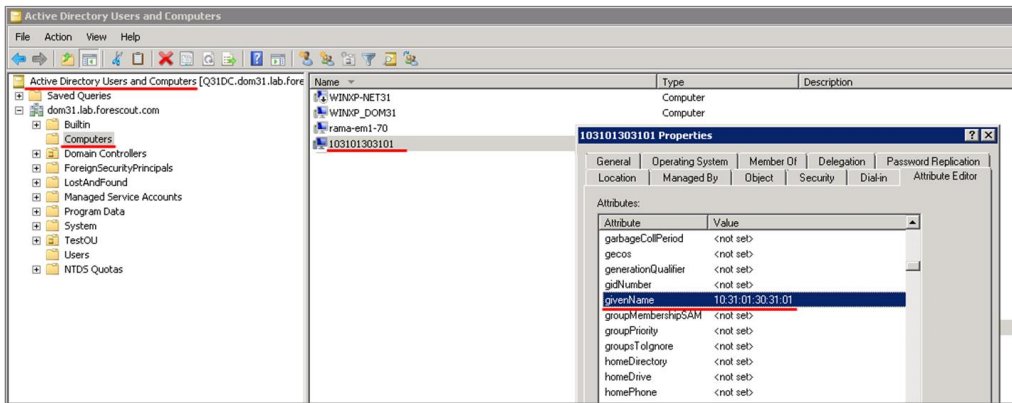 Active Directory Users and Computers
File Action View Help
Active Directory Users and Computers [Q31DC.dom31.lab.fore
Saved Queries
dom31.lab.forescout.com
Builtin
Computers
Domain Controllers
ForeignSecurityPrincipals
LostAndFound
Managed Service Accounts
Program Data
System
TestOU
Users
NTDS Quotas
Name Type Description
WINXP-NET31 Computer
WINXP_DOM31 Computer
rama-em1-70
103101303101
103101303101 Properties
General Operating System Member Of Delegation Password Replication
Location Managed By Object Security Dial-in Attribute Editor
Attributes:
Attribute Value
garbageCollPeriod <not set>
gecos <not set>
generationQualifier <not set>
gidNumber <not set>
givenName 10:31:01:30:31:01
groupMembershipSAM <not set>
groupPriority <not set>
groupsToIgnore <not set>
homeDirectory <not set>
homeDrive <not set>
homePhone <not set>